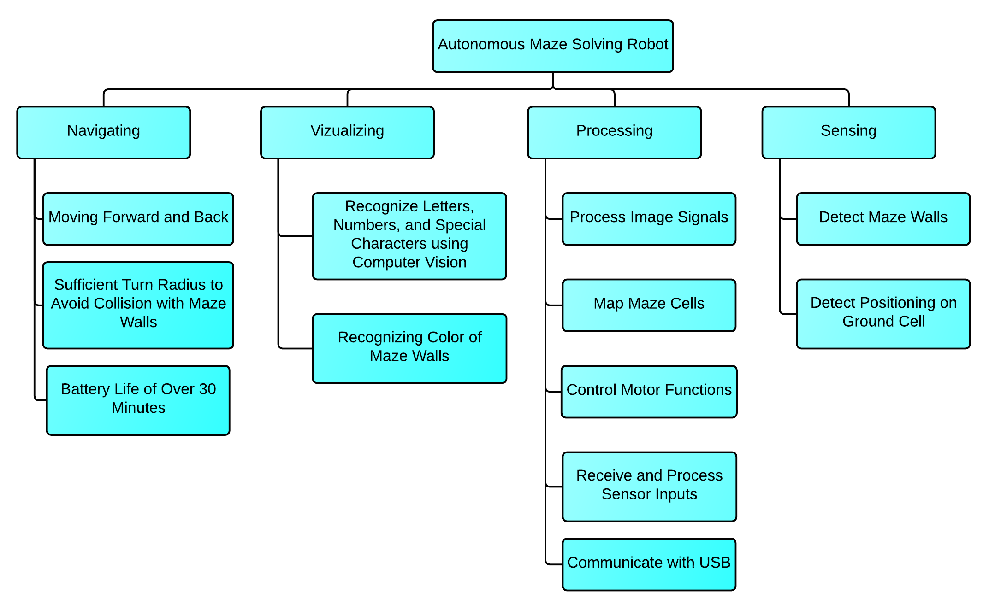 Autonomous Maze Solving Robot
Navigating
Moving Forward and Back
Sufficient Turn Radius to
Avoid Collision with Maze
Walls
Battery Life of Over 30
Minutes
Vizualizing
Recognize Letters,
Numbers, and Special
Characters using
Computer Vision
Recognizing Color of
Maze Walls
Processing
Process Image Signals
Map Maze Cells
Control Motor Functions
Receive and Process
Sensor Inputs
Communicate with USB
Sensing
Detect Maze Walls
Detect Positioning on
Ground Cell